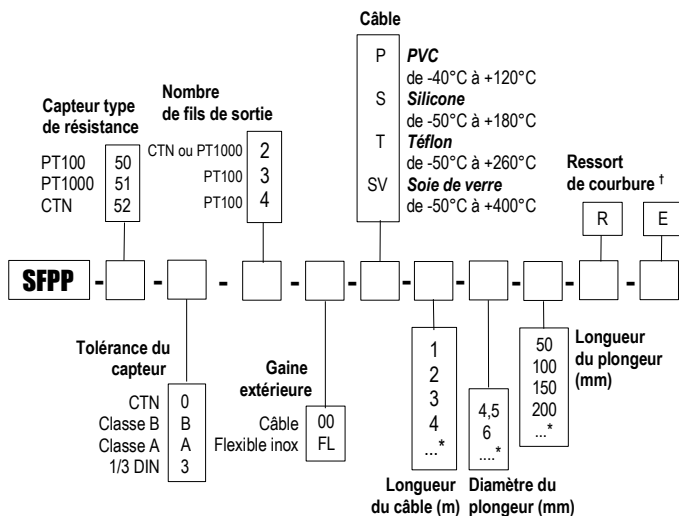 Câble
P PVC
de -40°C à +120°C
S Silicone
de -50°C à +180°C
T Téflon
-50°C à +260°C
SV Soie de verre
de -50°C à +400°C
Nombre
de fils de sortie
CTN ou PT1000 2
PT100 3
PT100 4
Capteur type
de résistance
PT100 50
PT1000 51
CTN 52
Ressort
de courbure †
R
E
SFPP - - - - - - - - -
Tolérance du
capteur
CTN 0
Classe B B
Classe A A
1/3 DIN 3
Gaine
extérieure
Câble 00
Flexible inox FL
1
2
3
4
...*
Longueur
du câble (m)
4,5
6
....*
Diamètre du
plongeur (mm)
50
100
150
200
...*
Longueur
du plongeur
(mm)